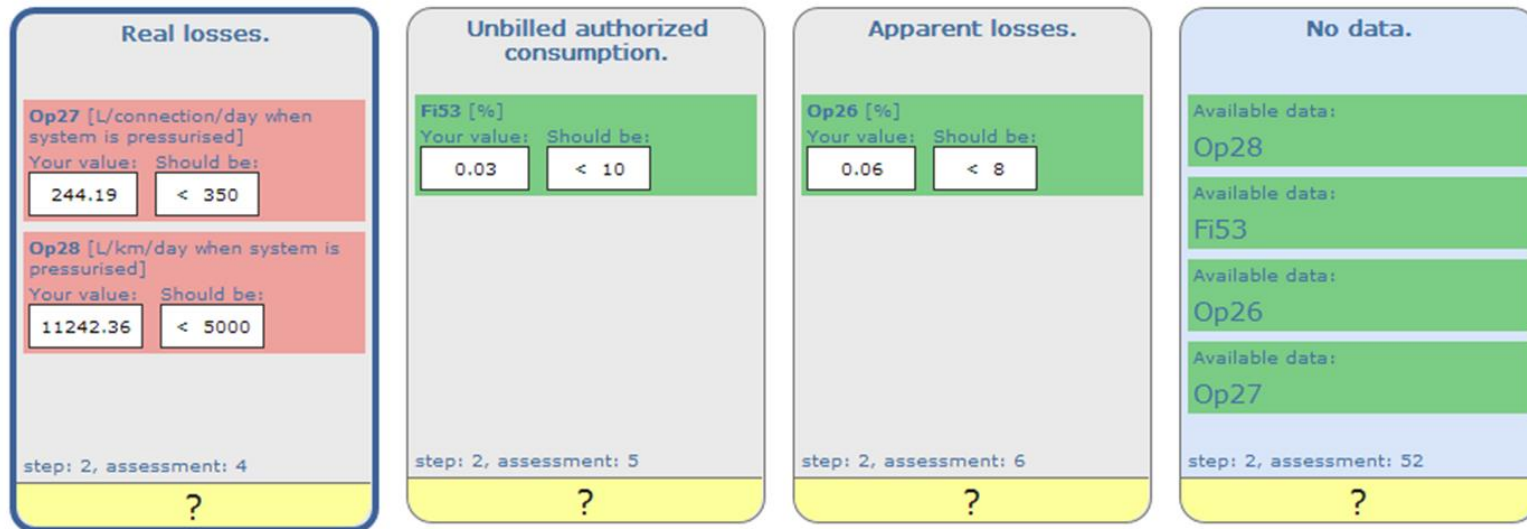 Real losses.
Op27 [L/connection/day when
system is pressurised]
Your value: Should be:
244.19 < 350
Op28 [L/km/day when system is
pressurised]
Your value: Should be:
11242.36 < 5000
step: 2, assessment: 4
?
Unbilled authorized
consumption.
Fi53 [%]
Your value: Should be:
0.03 < 10
step: 2, assessment: 5
?
Apparent losses.
Op26 [%]
Your value: Should be:
0.06 < 8
step: 2, assessment: 6
?
No data.
Available data:
Op28
Available data:
Fi53
Available data:
Op26
Available data:
Op27
step: 2, assessment: 52
?